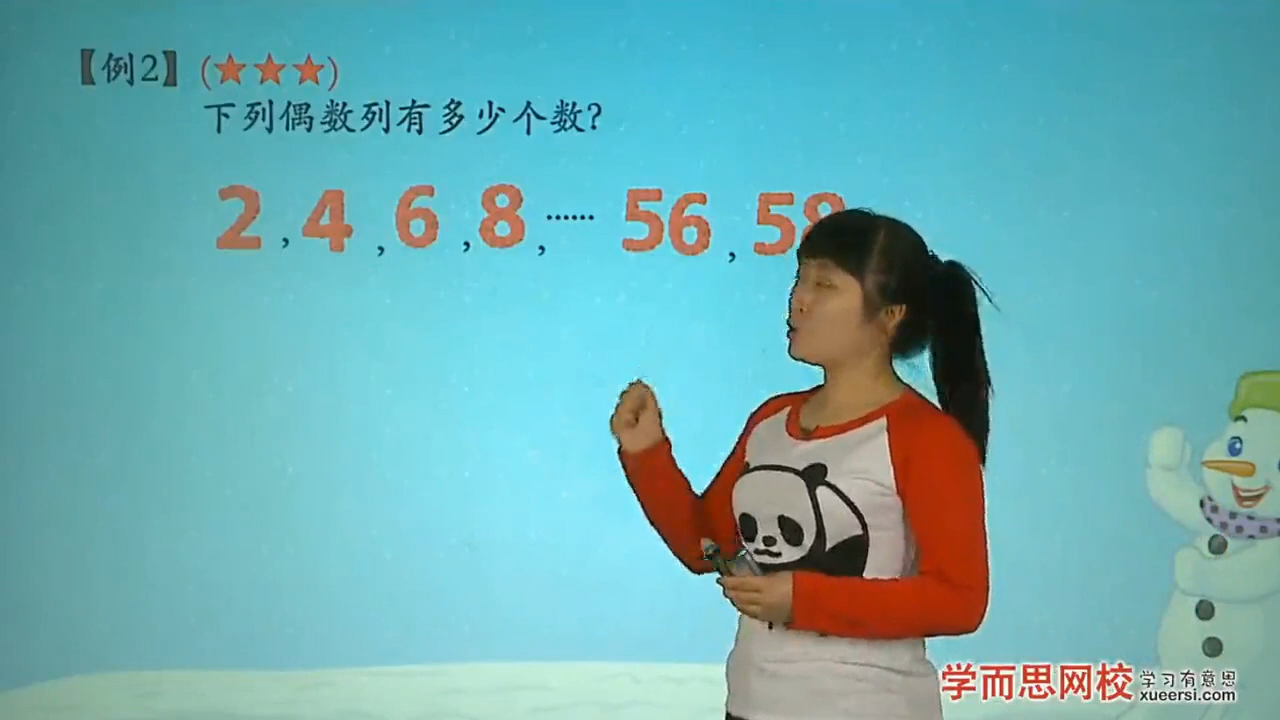 【例2】(★★★)
下列偶数列有多少个数?
2,4,6,8,……56,58
学而思网校 学习有意思
xueersi.com